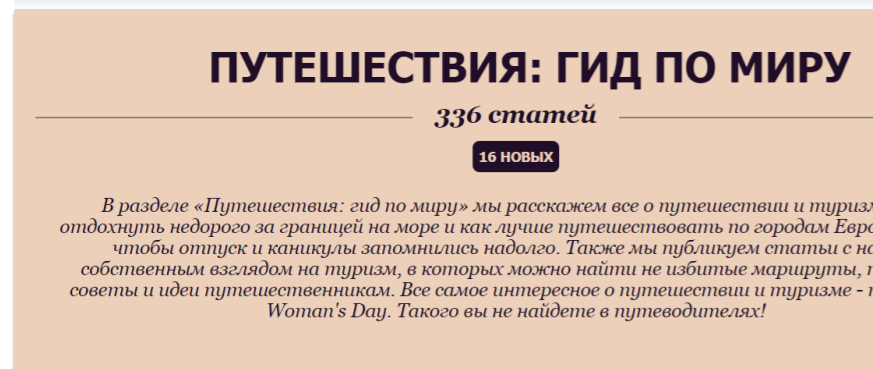 ПУТЕШЕСТВИЯ: ГИД ПО МИРУ
336 статей
16 НОВЫХ
В разделе «Путешествия: гид по миру» мы расскажем все о путешествии и
отдохнуть недорого за границей на море и как лучше путешествовать по городам
чтобы отпуск и каникулы запомнились надолго. Также мы публикуем статьи с
собственным взглядом на туризм, в которых можно найти не избитые маршруты,
советы и идеи путешественникам. Все самое интересное о путешествии и туризме -
Woman's Day. Такого вы не найдете в путеводителях!